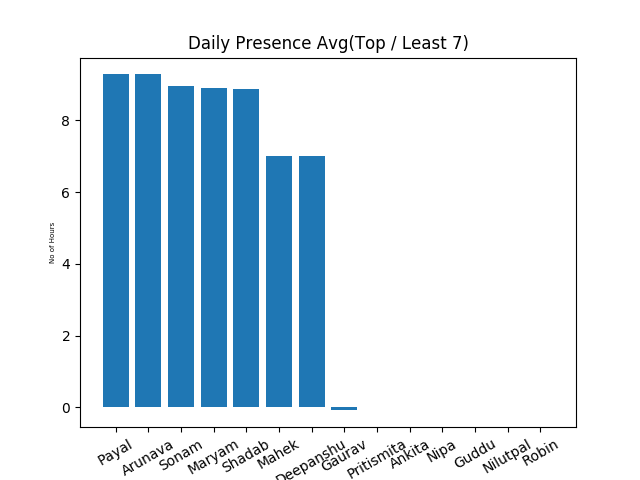 Daily Presence Avg(Top / Least 7)
No of Hours
8
6
4
2
0
Payal
Arunava
Sonam
Maryam
Shadab
Mahek
Deepanshu
Gaurav
Pritismita
Ankita
Nipa
Guddu
Nilutpal
Robin